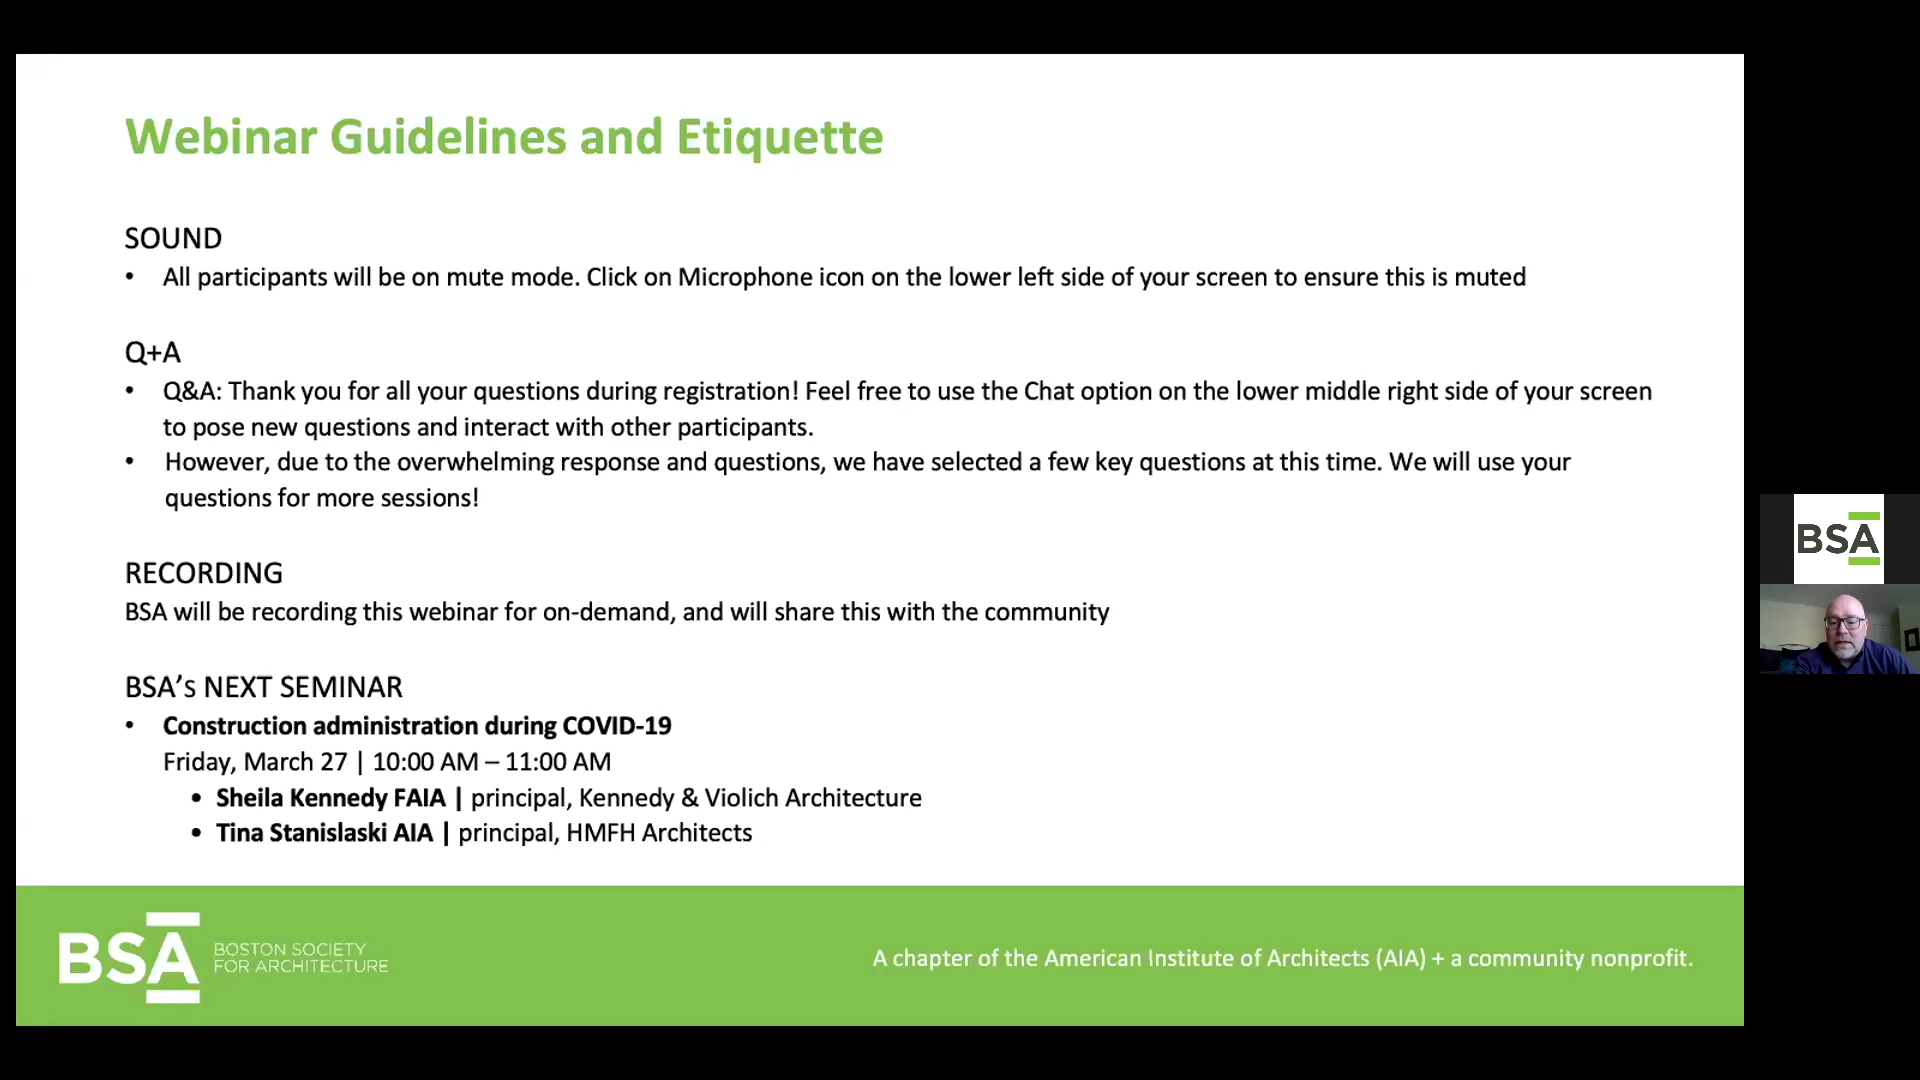 Webinar Guidelines and Etiquette
SOUND
• All participants will be on mute mode. Click on Microphone icon on the lower left side of your screen to ensure this is muted
Q+A
• Q&A: Thank you for all your questions during registration! Feel free to use the Chat option on the lower middle right side of your screen
to pose new questions and interact with other participants.
• However, due to the overwhelming response and questions, we have selected a few key questions at this time. We will use your
questions for more sessions!
RECORDING
BSA will be recording this webinar for on-demand, and will share this with the community
BSA’s NEXT SEMINAR
• Construction administration during COVID-19
Friday, March 27 | 10:00 AM – 11:00 AM
• Sheila Kennedy FAIA | principal, Kennedy & Violich Architecture
• Tina Stanislaski AIA | principal, HMFH Architects
BSA
BOSTON SOCIETY
FOR ARCHITECTURE
A chapter of the American Institute of Architects (AIA) + a community nonprofit.
BSA